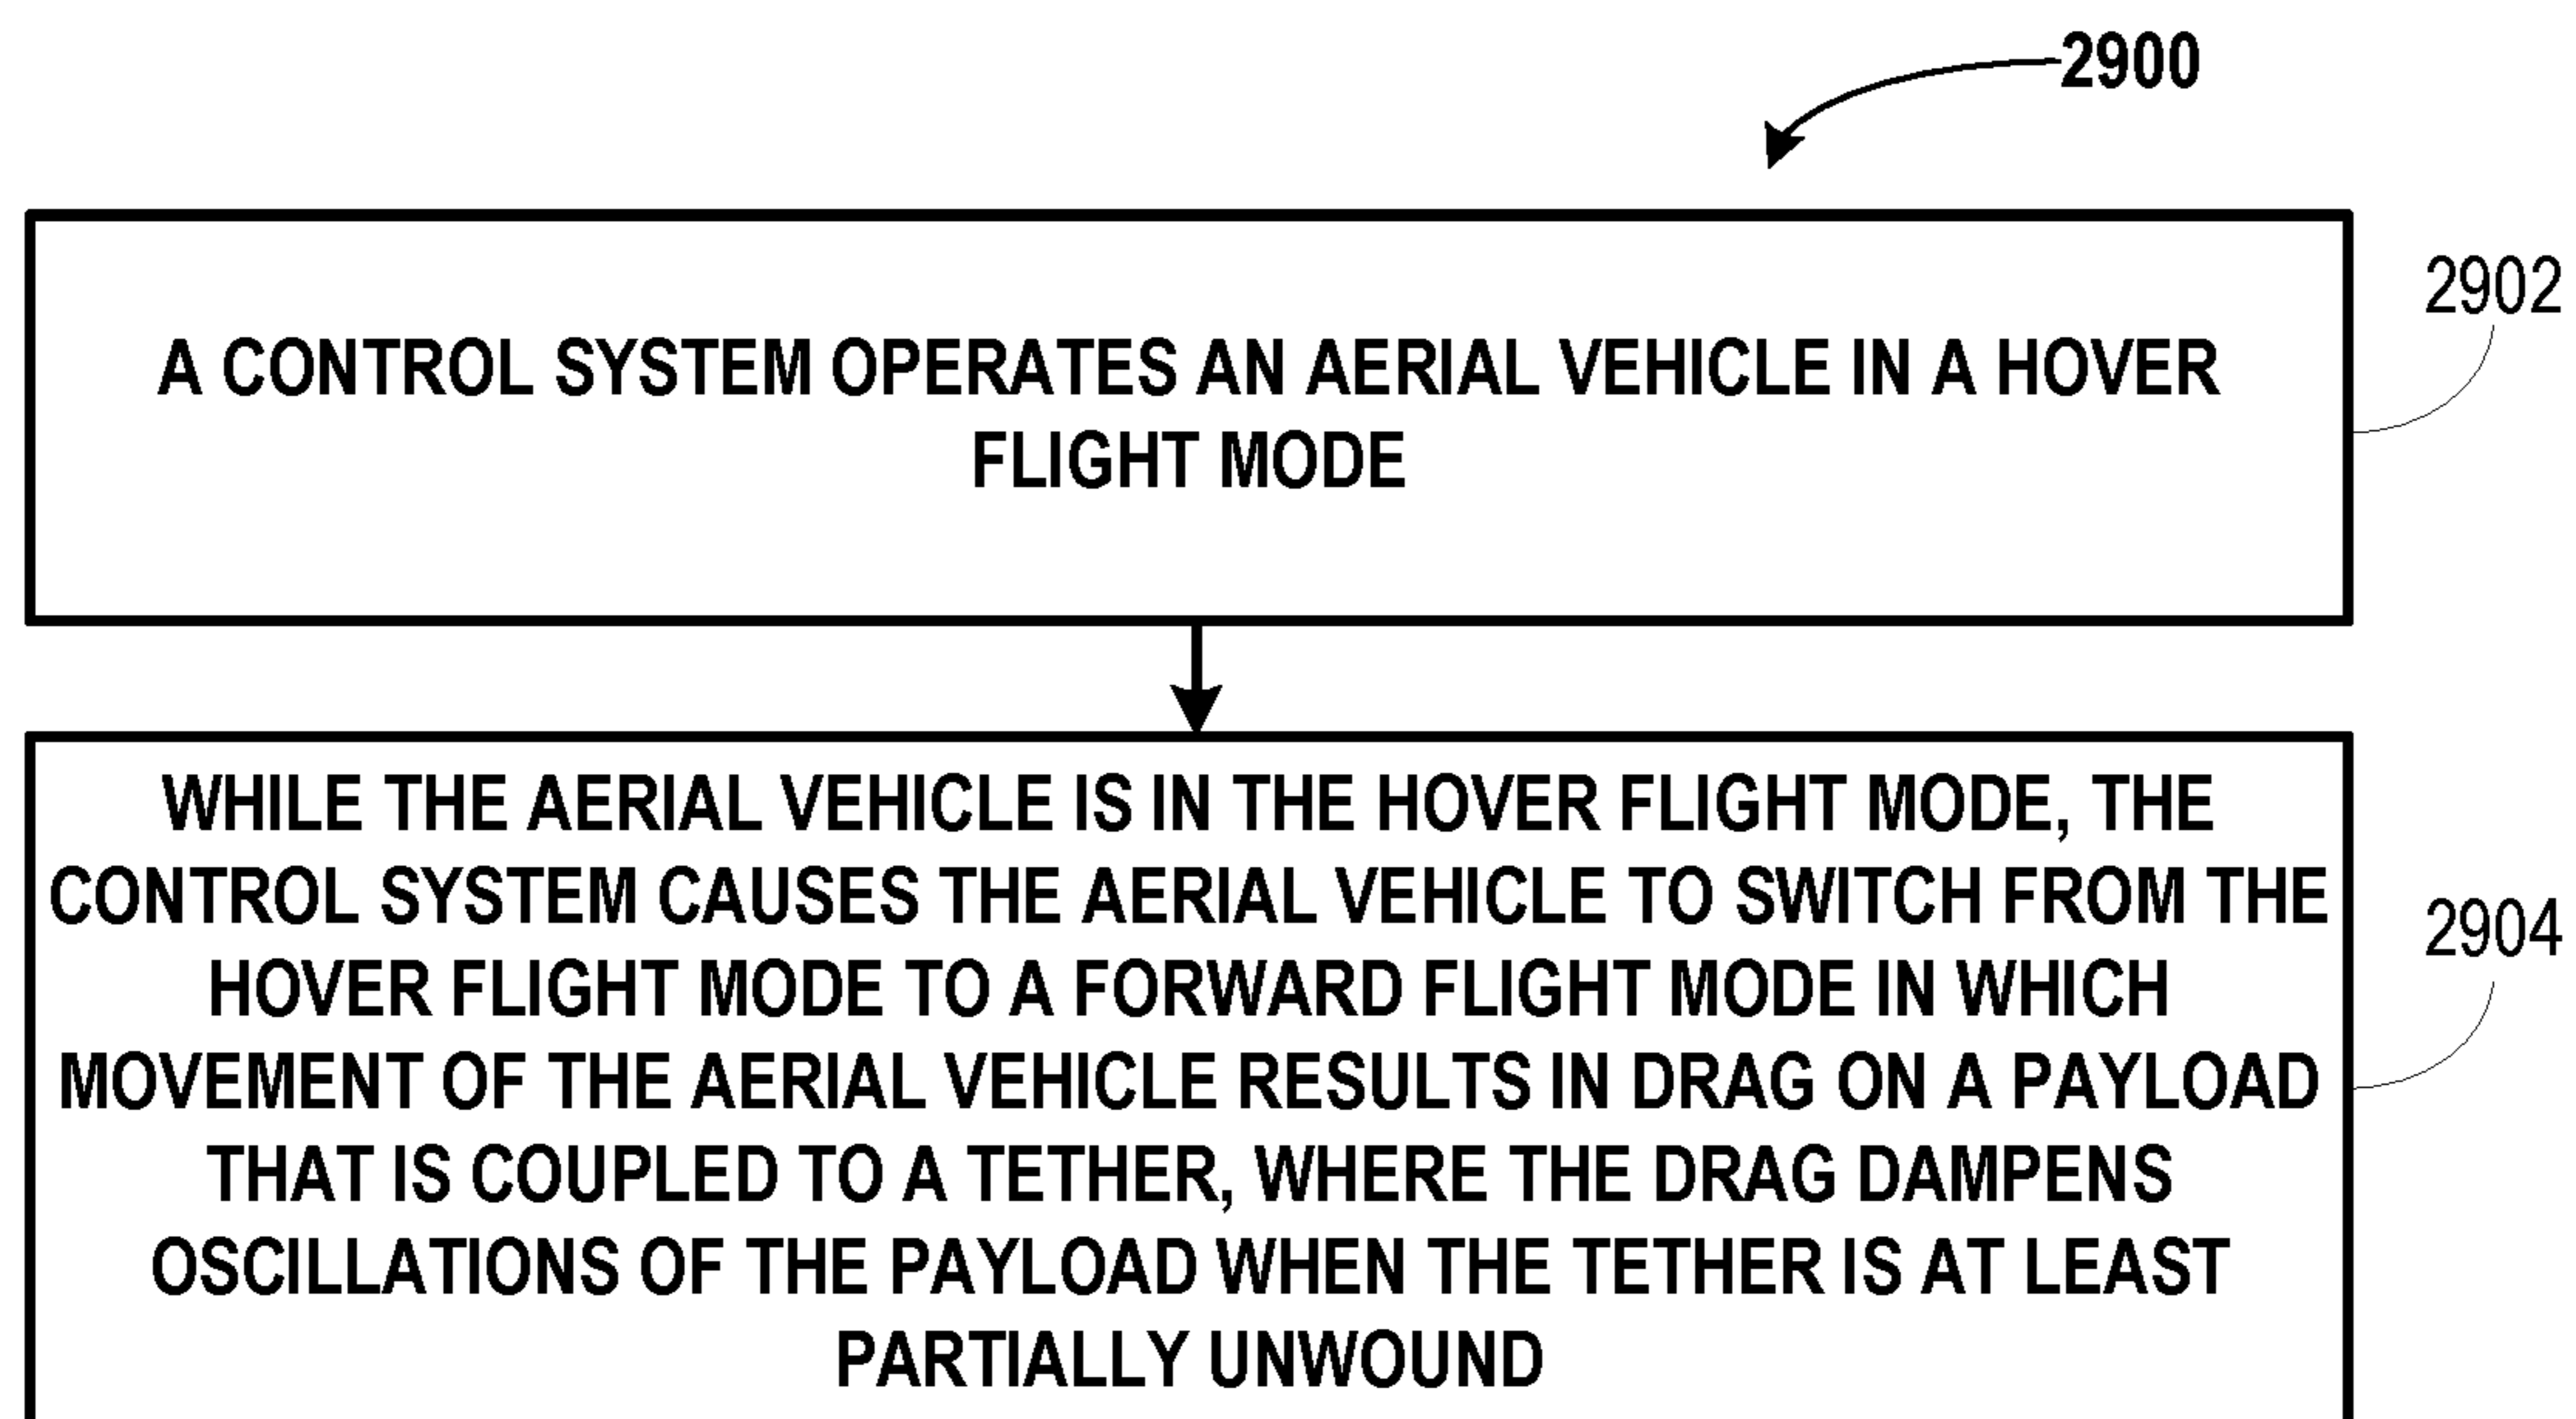 2900
A CONTROL SYSTEM OPERATES AN AERIAL VEHICLE IN A HOVER
FLIGHT MODE
2902
WHILE THE AERIAL VEHICLE IS IN THE HOVER FLIGHT MODE, THE
CONTROL SYSTEM CAUSES THE AERIAL VEHICLE TO SWITCH FROM THE
HOVER FLIGHT MODE TO A FORWARD FLIGHT MODE IN WHICH
MOVEMENT OF THE AERIAL VEHICLE RESULTS IN DRAG ON A PAYLOAD
THAT IS COUPLED TO A TETHER, WHERE THE DRAG DAMPENS
OSCILLATIONS OF THE PAYLOAD WHEN THE TETHER IS AT LEAST
PARTIALLY UNWOUND
2904